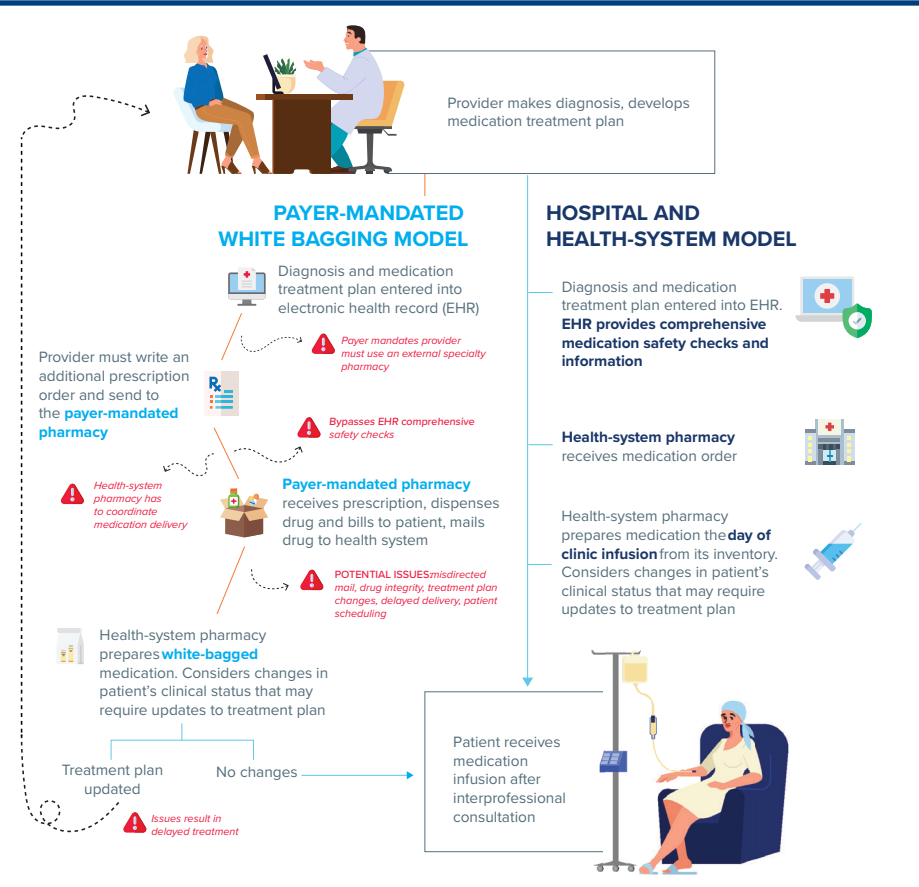 Provider makes diagnosis, develops
medication treatment plan
PAYER-MANDATED
WHITE BAGGING MODEL
Diagnosis and medication
treatment plan entered into
electronic health record (EHR)
Payer mandates provider
must use an external specialty
pharmacy
Provider must write an
additional prescription
order and send to
the payer-mandated
pharmacy
Rx
Bypasses EHR comprehensive
safety checks
Health-system
pharmacy has
to coordinate
medication delivery
Payer-mandated pharmacy
receives prescription, dispenses
drug and bills to patient, mails
drug to health system
POTENTIAL ISSUES:misdirected
mail, drug integrity, treatment plan
changes, delayed delivery, patient
scheduling
Health-system pharmacy
prepares white-bagged
medication. Considers changes in
patient's clinical status that may
require updates to treatment plan
Treatment plan
updated
No changes
Issues result in
delayed treatment
HOSPITAL AND
HEALTH-SYSTEM MODEL
Diagnosis and medication
treatment plan entered into EHR.
EHR provides comprehensive
medication safety checks and
information
Health-system pharmacy
receives medication order
Health-system pharmacy
prepares medication the day of
clinic infusion from its inventory.
Considers changes in patient's
clinical status that may require
updates to treatment plan
Patient receives
medication
infusion after
interprofessional
consultation